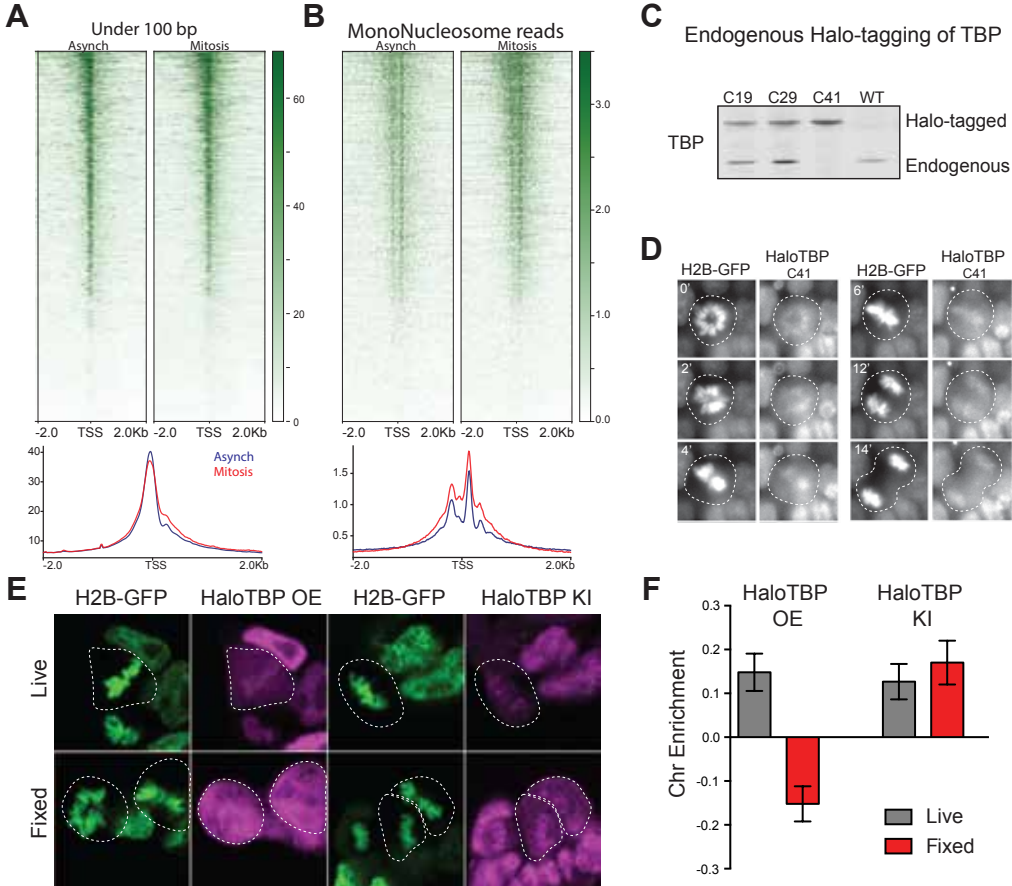 A
Under 100 bp
Asynch
Mitosis
60
40
20
0
-2.0
TSS
2.0Kb
-2.0
TSS
2.0Kb
40
30
20
10
Asynch
Mitosis
-2.0
TSS
2.0Kb
B
MonoNucleosome reads
Asynch
Mitosis
3.0
2.0
1.0
0.0
-2.0
TSS
2.0Kb
-2.0
TSS
2.0Kb
1.5
1.0
0.5
-2.0
TSS
2.0Kb
C
Endogenous Halo-tagging of TBP
C19
C29
C41
WT
TBP
Halo-tagged
Endogenous
D
H2B-GFP
HaloTBP
C41
H2B-GFP
HaloTBP
C41
0'
6'
2'
12'
4'
14'
E
H2B-GFP
HaloTBP OE
H2B-GFP
HaloTBP KI
Live
Fixed
F
HaloTBP
OE
HaloTBP
KI
Chr Enrichment
0.3
0.2
0.1
0.0
-0.1
-0.2
-0.3
Live
Fixed